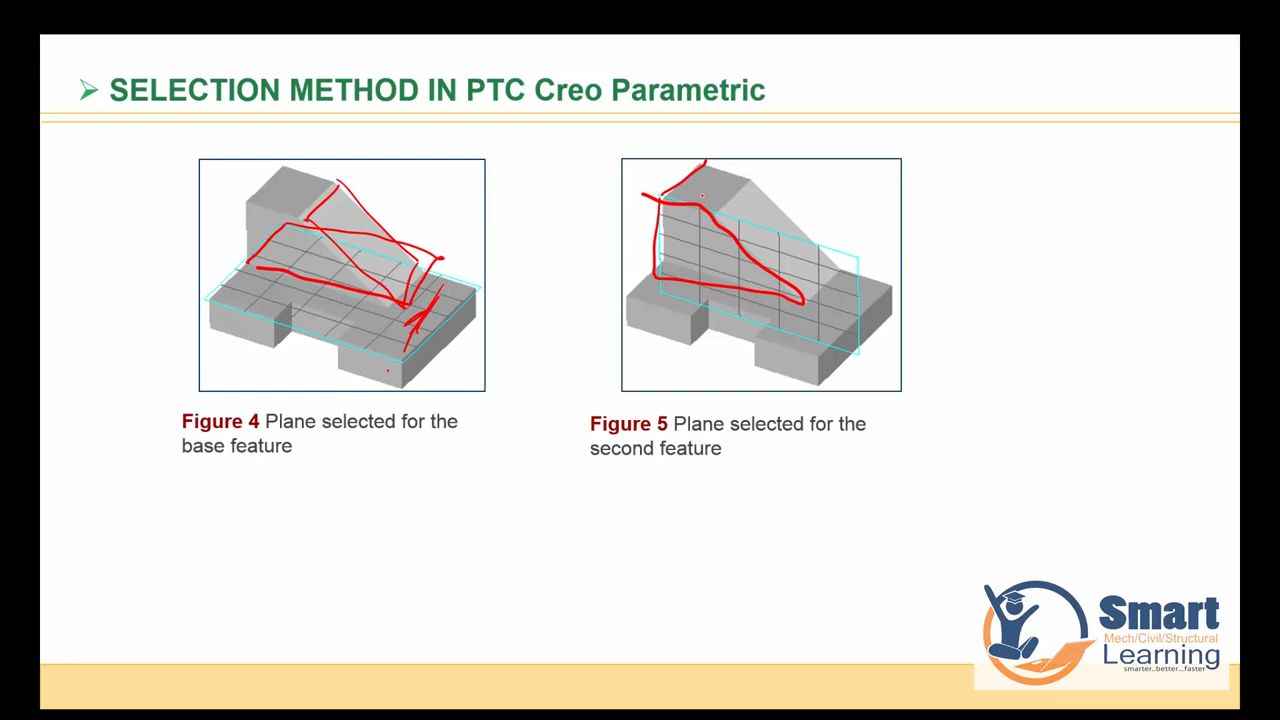 SELECTION METHOD IN PTC Creo Parametric
Figure 4 Plane selected for the
base feature
Figure 5 Plane selected for the
second feature
Smart
Mech/Civil/Structural
Learning
smarter..better...faster